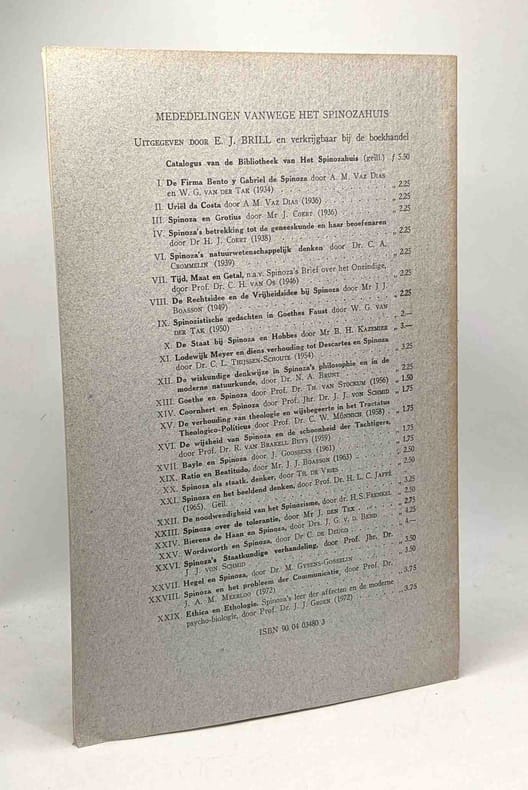 MEDEDELINGEN VANWEGE HET SPINOZAHUIS
UITGEGEVEN DOOR E. J. BRILL en verkrijgbaar bij de boekhandel
Catalogus van de Bibliotheek van Het Spinozahuis (geïll.) ƒ 5.50
I. De Firma Bento y Gabriel de Spinoza door A. M. VAZ DIAS
en W. G. VAN DER TAK (1934) „ 2.25
II. Uriël da Costa door A M. VAZ DIAS (1936) „ 2.25
III. Spinoza en Grotius door Mr J. COERT (1936) „ 2.25
IV. Spinoza's betrekking tot de geneeskunde en haar beoefenaren
door Dr H. J. COERT (1938) „ 2.25
VI. Spinoza's natuurwetenschappelijk denken door Dr. C. A.
CROMMELIN (1939) „ 2.25
VII. Tijd, Maat en Getal, n.a.v. Spinoza's Brief over het Oneindige,
door Prof. Dr. C. H. VAN OS (1946) „ 2.25
VIII. De Rechtsidee en de Vrijheidsidee bij Spinoza door Mr J. J.
BOASSON (1949) „ 2.25
IX. Spinozistische gedachten in Goethes Faust door W. G. VAN
DER TAK (1950) „ 2.—
X. De Staat bij Spinoza en Hobbes door Mr B. H. KAZEMIER „ 3.—
XI. Lodewijk Meyer en diens verhouding tot Descartes en Spinoza
door Dr. C. L. THIJSSEN-SCHOUTE (1954) „ 3.25
XII. De wiskundige denkwijze in Spinoza's philosophie en in de
moderne natuurkunde, door Dr. N. A. BRUNT „ 2.25
XIII. Goethe en Spinoza door Prof. Dr. TH. VAN STOCKUM (1956) „ 1.50
XIV. Coornhert en Spinoza door Prof. Jhr. Dr. J. J. VON SCHMID „ 1.75
XV. De verhouding van theologie en wijsbegeerte in het Tractatus
Theologico-Politicus door Prof. Dr. C. W. MÖNNICH (1958) „ 1.75
XVI. De wijsheid van Spinoza en de schoonheid der Tachtigers,
door Prof. Dr. R. VAN BRAKELL BUYS (1959) „ 1.75
XVII. Bayle en Spinoza door J. GOOSSENS (1961) „ 1.75
XIX. Ratio en Beatitudo, door Mr. J. J. BOASSON (1963) „ 2.50
XX. Spinoza als staatk. denker, door TH. DE VRIES „ 2.50
XXI. Spinoza en het beeldend denken, door Prof. Dr. H. L. C. JAFFÉ
(1965). Geïll. „ 3.25
XXII. De noodwendigheid van het Spinozisme, door dr. H.S.FRENKEL „ 2.50
XXIII. Spinoza over de tolerantie, door Mr J. DEN TEX „ 2.75
XXIV. Bierens de Haan en Spinoza, door Drs. J. G. v. d. BEND „ 4.25
XXV. Wordsworth en Spinoza, door Dr C. DE DEUGD „ 4.—
XXVI. Spinoza's Staatkundige verhandeling, door Prof. Jhr. Dr.
J. J. VON SCHMID „ 3.50
XXVII. Hegel en Spinoza, door Dr. M. GYSENS-GOSSELIN „ 3.50
XXVIII. Spinoza en het probleem der Communicatie, door Prof. Dr.
J. A. M. MEERLOO (1972) „ 3.75
XXIX. Ethica en Ethologie. Spinoza's leer der affecten en de moderne
psycho-biologie, door Prof. Dr. J. J. GROEN (1972) „ 3.75
ISBN 90 04 03480 3